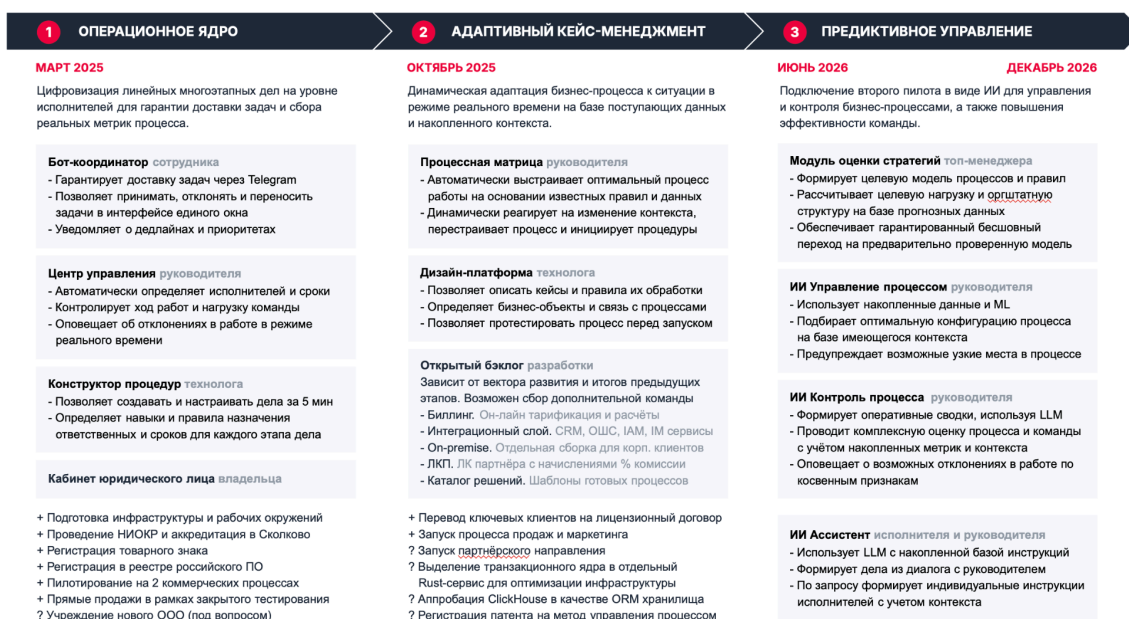 1 ОПЕРАЦИОННОЕ ЯДРО
МАРТ 2025
Цифровизация линейных многоэтапных дел на уровне
исполнителей для гарантии доставки задач и сбора
реальных метрик процесса.
Бот-координатор сотрудника
- Гарантирует доставку задач через Telegram
- Позволяет принимать, отклонять и переносить
задачи в интерфейсе единого окна
- Уведомляет о дедлайнах и приоритетах
Центр управления руководителя
- Автоматически определяет исполнителей и сроки
- Контролирует ход работ и нагрузку команды
- Оповещает об отклонениях в работе в режиме
реального времени
Конструктор процедур технолога
- Позволяет создавать и настраивать дела за 5 мин
- Определяет навыки и правила назначения
ответственных и сроков для каждого этапа дела
Кабинет юридического лица владельца
+ Подготовка инфраструктуры и рабочих окружений
+ Проведение НИОКР и аккредитация в Сколково
+ Регистрация товарного знака
+ Регистрация в реестре российского ПО
+ Пилотирование на 2 коммерческих процессах
+ Прямые продажи в рамках закрытого тестирования
? Учреждение нового ООО (под вопросом)
2 АДАПТИВНЫЙ КЕЙС-МЕНЕДЖМЕНТ
ОКТЯБРЬ 2025
Динамическая адаптация бизнес-процесса к ситуации в
режиме реального времени на базе поступающих данных
и накопленного контекста.
Процессная матрица руководителя
- Автоматически выстраивает оптимальный процесс
работы на основании известных правил и данных
- Динамически реагирует на изменение контекста,
перестраивает процесс и инициирует процедуры
Дизайн-платформа технолога
- Позволяет описать кейсы и правила их обработки
- Определяет бизнес-объекты и связь с процессами
- Позволяет протестировать процесс перед запуском
Открытый бэклог разработки
Зависит от вектора развития и итогов предыдущих
этапов. Возможен сбор дополнительной команды
- Биллинг. Он-лайн тарификация и расчёты
- Интеграционный слой. CRM, ОШС, IAM, IM сервисы
- On-premise. Отдельная сборка для корп. клиентов
- ЛКП. ЛК партнёра с начислениями % комиссии
- Каталог решений. Шаблоны готовых процессов
+ Перевод ключевых клиентов на лицензионный договор
+ Запуск процесса продаж и маркетинга
? Запуск партнёрского направления
? Выделение транзакционного ядра в отдельный
Rust-сервис для оптимизации инфраструктуры
? Аппробация ClickHouse в качестве ORM хранилища
? Регистрация патента на метод управления процессом
3 ПРЕДИКТИВНОЕ УПРАВЛЕНИЕ
ИЮНЬ 2026 ДЕКАБРЬ 2026
Подключение второго пилота в виде ИИ для управления
и контроля бизнес-процессами, а также повышения
эффективности команды.
Модуль оценки стратегий топ-менеджера
- Формирует целевую модель процессов и правил
- Рассчитывает целевую нагрузку и оргштатную
структуру на базе прогнозных данных
- Обеспечивает гарантированный бесшовный
переход на предварительно проверенную модель
ИИ Управление процессом руководителя
- Использует накопленные данные и ML
- Подбирает оптимальную конфигурацию процесса
на базе имеющегося контекста
- Предупреждает возможные узкие места в процессе
ИИ Контроль процесса руководителя
- Формирует оперативные сводки, используя LLM
- Проводит комплексную оценку процесса и команды
с учётом накопленных метрик и контекста
- Оповещает о возможных отклонениях в работе по
косвенным признакам
ИИ Ассистент исполнителя и руководителя
- Использует LLM с накопленной базой инструкций
- Формирует дела из диалога с руководителем
- По запросу формирует индивидуальные инструкции
исполнителей с учетом контекста